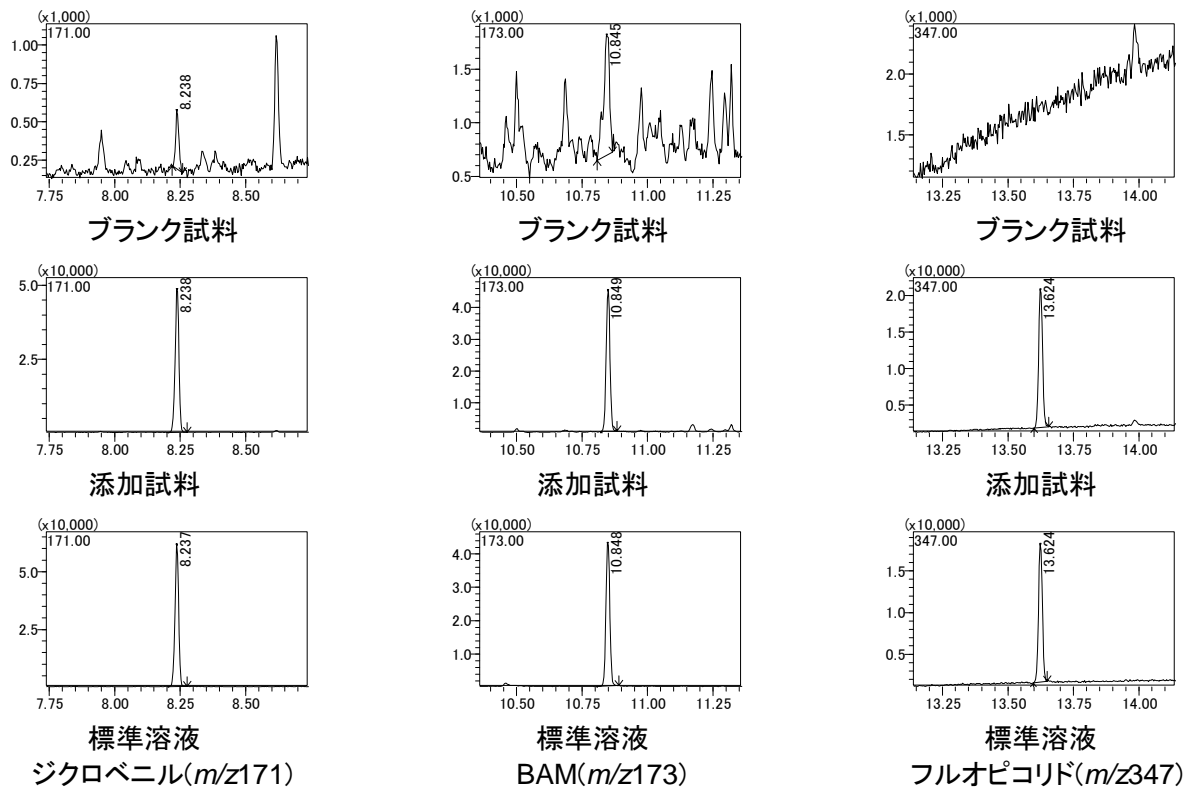 (x1,000)
171.00
1.00
0.75
0.50
0.25
8.238
7.75 8.00 8.25 8.50
ブランク試料
(x1,000)
173.00
1.5
1.0
0.5
10.845
10.50 10.75 11.00 11.25
ブランク試料
(x1,000)
347.00
2.0
1.5
13.25 13.50 13.75 14.00
ブランク試料
(x10,000)
171.00
5.0
2.5
8.238
7.75 8.00 8.25 8.50
添加試料
(x10,000)
173.00
4.0
3.0
2.0
1.0
10.849
10.50 10.75 11.00 11.25
添加試料
(x10,000)
347.00
2.0
1.5
1.0
0.5
13.624
13.25 13.50 13.75 14.00
添加試料
(x10,000)
171.00
5.0
2.5
8.237
7.75 8.00 8.25 8.50
標準溶液
ジクロベニル(m/z171)
(x10,000)
173.00
4.0
3.0
2.0
1.0
10.848
10.50 10.75 11.00 11.25
標準溶液
BAM(m/z173)
(x10,000)
347.00
1.5
1.0
0.5
13.624
13.25 13.50 13.75 14.00
標準溶液
フルオピコリド(m/z347)